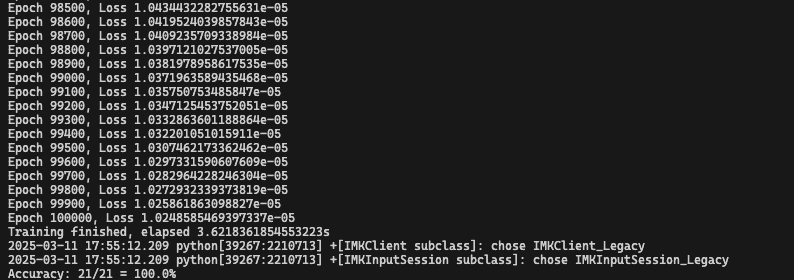 Epoch 98500, Loss 1.0434432282755631e-05
Epoch 98600, Loss 1.0419524039857843e-05
Epoch 98700, Loss 1.0409235709338984e-05
Epoch 98800, Loss 1.0397121027537005e-05
Epoch 98900, Loss 1.0381978958617535e-05
Epoch 99000, Loss 1.0371963589435468e-05
Epoch 99100, Loss 1.035750753485847e-05
Epoch 99200, Loss 1.0347125453752051e-05
Epoch 99300, Loss 1.0332863601188864e-05
Epoch 99400, Loss 1.032201051015911e-05
Epoch 99500, Loss 1.0307462173362462e-05
Epoch 99600, Loss 1.0297331590607609e-05
Epoch 99700, Loss 1.0282964228246304e-05
Epoch 99800, Loss 1.0272932339373819e-05
Epoch 99900, Loss 1.025861863098827e-05
Epoch 100000, Loss 1.0248585469397337e-05
Training finished, elapsed 3.6218361854553223s
2025-03-11 17:55:12.209 python[39267:2210713] +[IMKClient subclass]: chose IMKClient_Legacy
2025-03-11 17:55:12.209 python[39267:2210713] +[IMKInputSession subclass]: chose IMKInputSession_Legacy
Accuracy: 21/21 = 100.0%